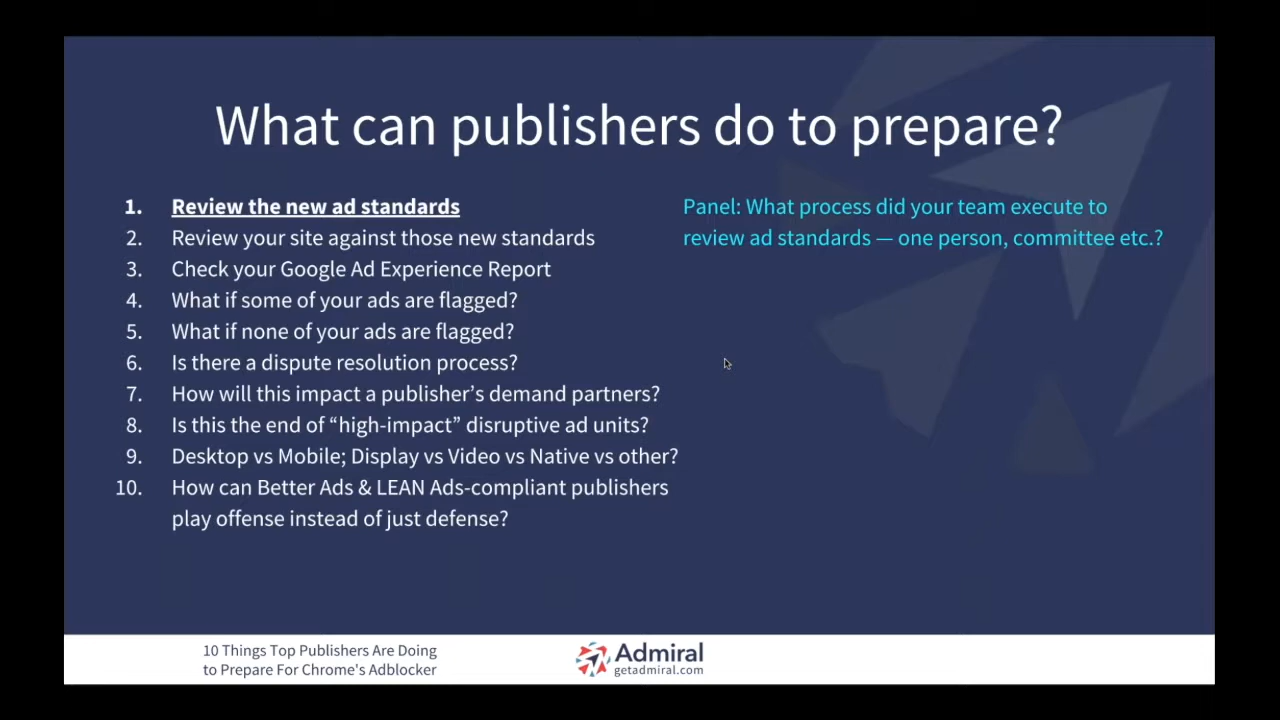 What can publishers do to prepare?
1. Review the new ad standards
2. Review your site against those new standards
3. Check your Google Ad Experience Report
4. What if some of your ads are flagged?
5. What if none of your ads are flagged?
6. Is there a dispute resolution process?
7. How will this impact a publisher’s demand partners?
8. Is this the end of “high-impact” disruptive ad units?
9. Desktop vs Mobile; Display vs Video vs Native vs other?
10. How can Better Ads & LEAN Ads-compliant publishers
play offense instead of just defense?
Panel: What process did your team execute to
review ad standards — one person, committee etc.?
10 Things Top Publishers Are Doing
to Prepare For Chrome's Adblocker
Admiral
getadmiral.com